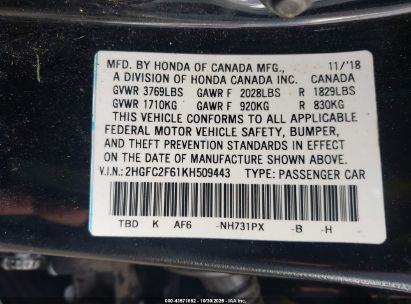 MFD. BY HONDA OF CANADA MFG., 11/'18
A DIVISION OF HONDA CANADA INC. CANADA
GVWR 3769LBS GAWR F 2028LBS R 1829LBS
GVWR 1710KG GAWR F 920KG R 830KG
THIS VEHICLE CONFORMS TO ALL APPLICABLE
FEDERAL MOTOR VEHICLE SAFETY, BUMPER,
AND THEFT PREVENTION STANDARDS IN EFFECT
ON THE DATE OF MANUFACTURE SHOWN ABOVE.
V.I.N.: 2HGFC2F61KH509443 TYPE: PASSENGER CAR
TBD K AF6 -NH731PX -B -H